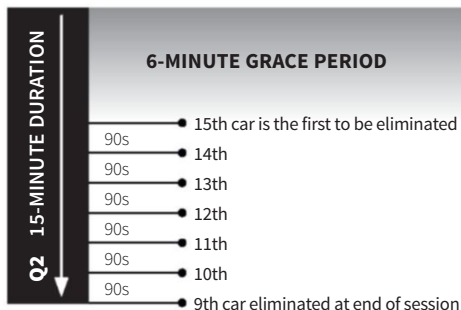 Q2 15-MINUTE DURATION
6-MINUTE GRACE PERIOD
15th car is the first to be eliminated
90s
14th
90s
13th
90s
12th
90s
11th
90s
10th
90s
9th car eliminated at end of session